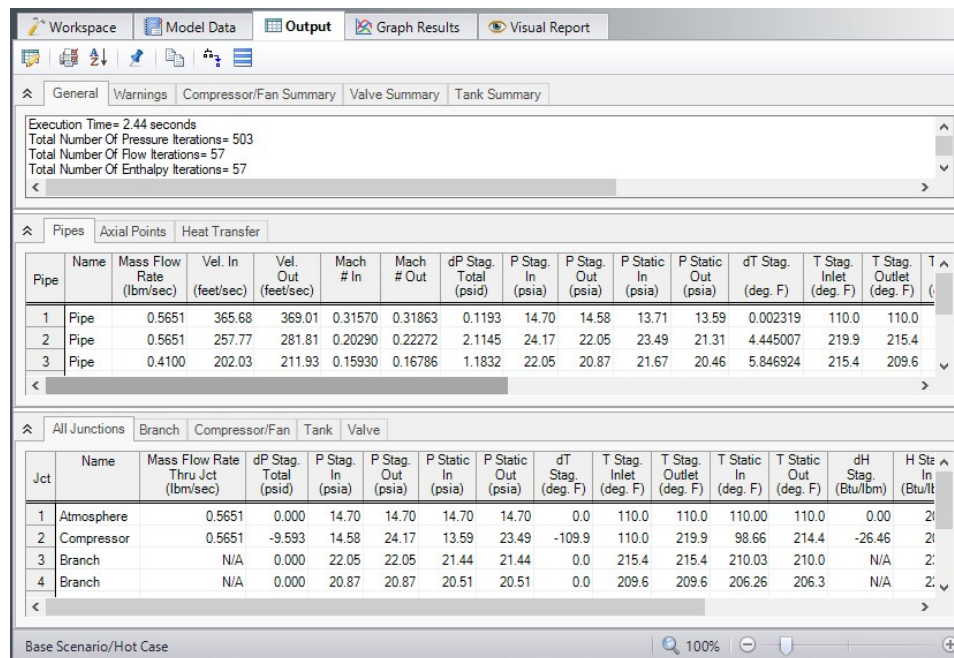 Workspace Model Data Output Graph Results Visual Report
General Warnings Compressor/Fan Summary Valve Summary Tank Summary
Execution Time= 2.44 seconds
Total Number Of Pressure Iterations= 503
Total Number Of Flow Iterations= 57
Total Number Of Enthalpy Iterations= 57
Pipes Axial Points Heat Transfer
Pipe Name Mass Flow Rate (lbm/sec) Vel. In (feet/sec) Vel. Out (feet/sec) Mach # In Mach # Out dP Stag. Total (psid) P Stag. In (psia) P Stag. Out (psia) P Static In (psia) P Static Out (psia) dT Stag. (deg. F) T Stag. Inlet (deg. F) T Stag. Outlet (deg. F) T (
1 Pipe 0.5651 365.68 369.01 0.31570 0.31863 0.1193 14.70 14.58 13.71 13.59 0.002319 110.0 110.0
2 Pipe 0.5651 257.77 281.81 0.20290 0.22272 2.1145 24.17 22.05 23.49 21.31 4.445007 219.9 215.4
3 Pipe 0.4100 202.03 211.93 0.15930 0.16786 1.1832 22.05 20.87 21.67 20.46 5.846924 215.4 209.6
All Junctions Branch Compressor/Fan Tank Valve
Jct Name Mass Flow Rate Thru Jct (lbm/sec) dP Stag. Total (psid) P Stag. In (psia) P Stag. Out (psia) P Static In (psia) P Static Out (psia) dT Stag. (deg. F) T Stag. Inlet (deg. F) T Stag. Outlet (deg. F) T Static In (deg. F) T Static Out (deg. F) dH Stag. (Btu/lbm) H Sta In (Btu/lb
1 Atmosphere 0.5651 0.000 14.70 14.70 14.70 14.70 0.0 110.0 110.0 110.00 110.0 0.00
2 Compressor 0.5651 -9.593 14.58 24.17 13.59 23.49 -109.9 110.0 219.9 98.66 214.4 -26.46
3 Branch N/A 0.000 22.05 22.05 21.44 21.44 0.0 215.4 215.4 210.03 210.0 N/A
4 Branch N/A 0.000 20.87 20.87 20.51 20.51 0.0 209.6 209.6 206.26 206.3 N/A
Base Scenario/Hot Case 100%